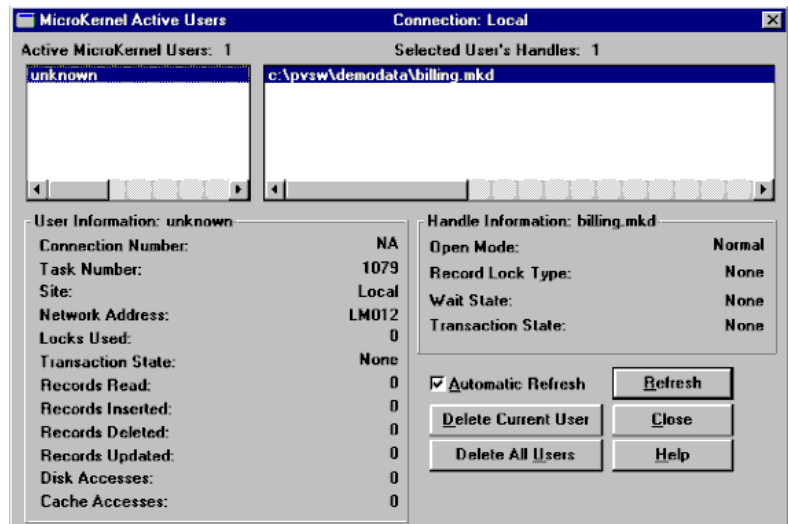 MicroKernel Active Users Connection: Local
Active MicroKernel Users: 1 Selected User's Handles: 1
unknown c:\pvsw\demodata\billing.mkd
User Information: unknown Handle Information: billing.mkd
Connection Number: NA
Task Number: 1079
Site: Local
Network Address: LM012
Locks Used: 0
Transaction State: None
Records Read: 0
Records Inserted: 0
Records Deleted: 0
Records Updated: 0
Disk Accesses: 0
Cache Accesses: 0
Open Mode: Normal
Record Lock Type: None
Wait State: None
Transaction State: None
Automatic Refresh Refresh
Delete Current User Close
Delete All Users Help